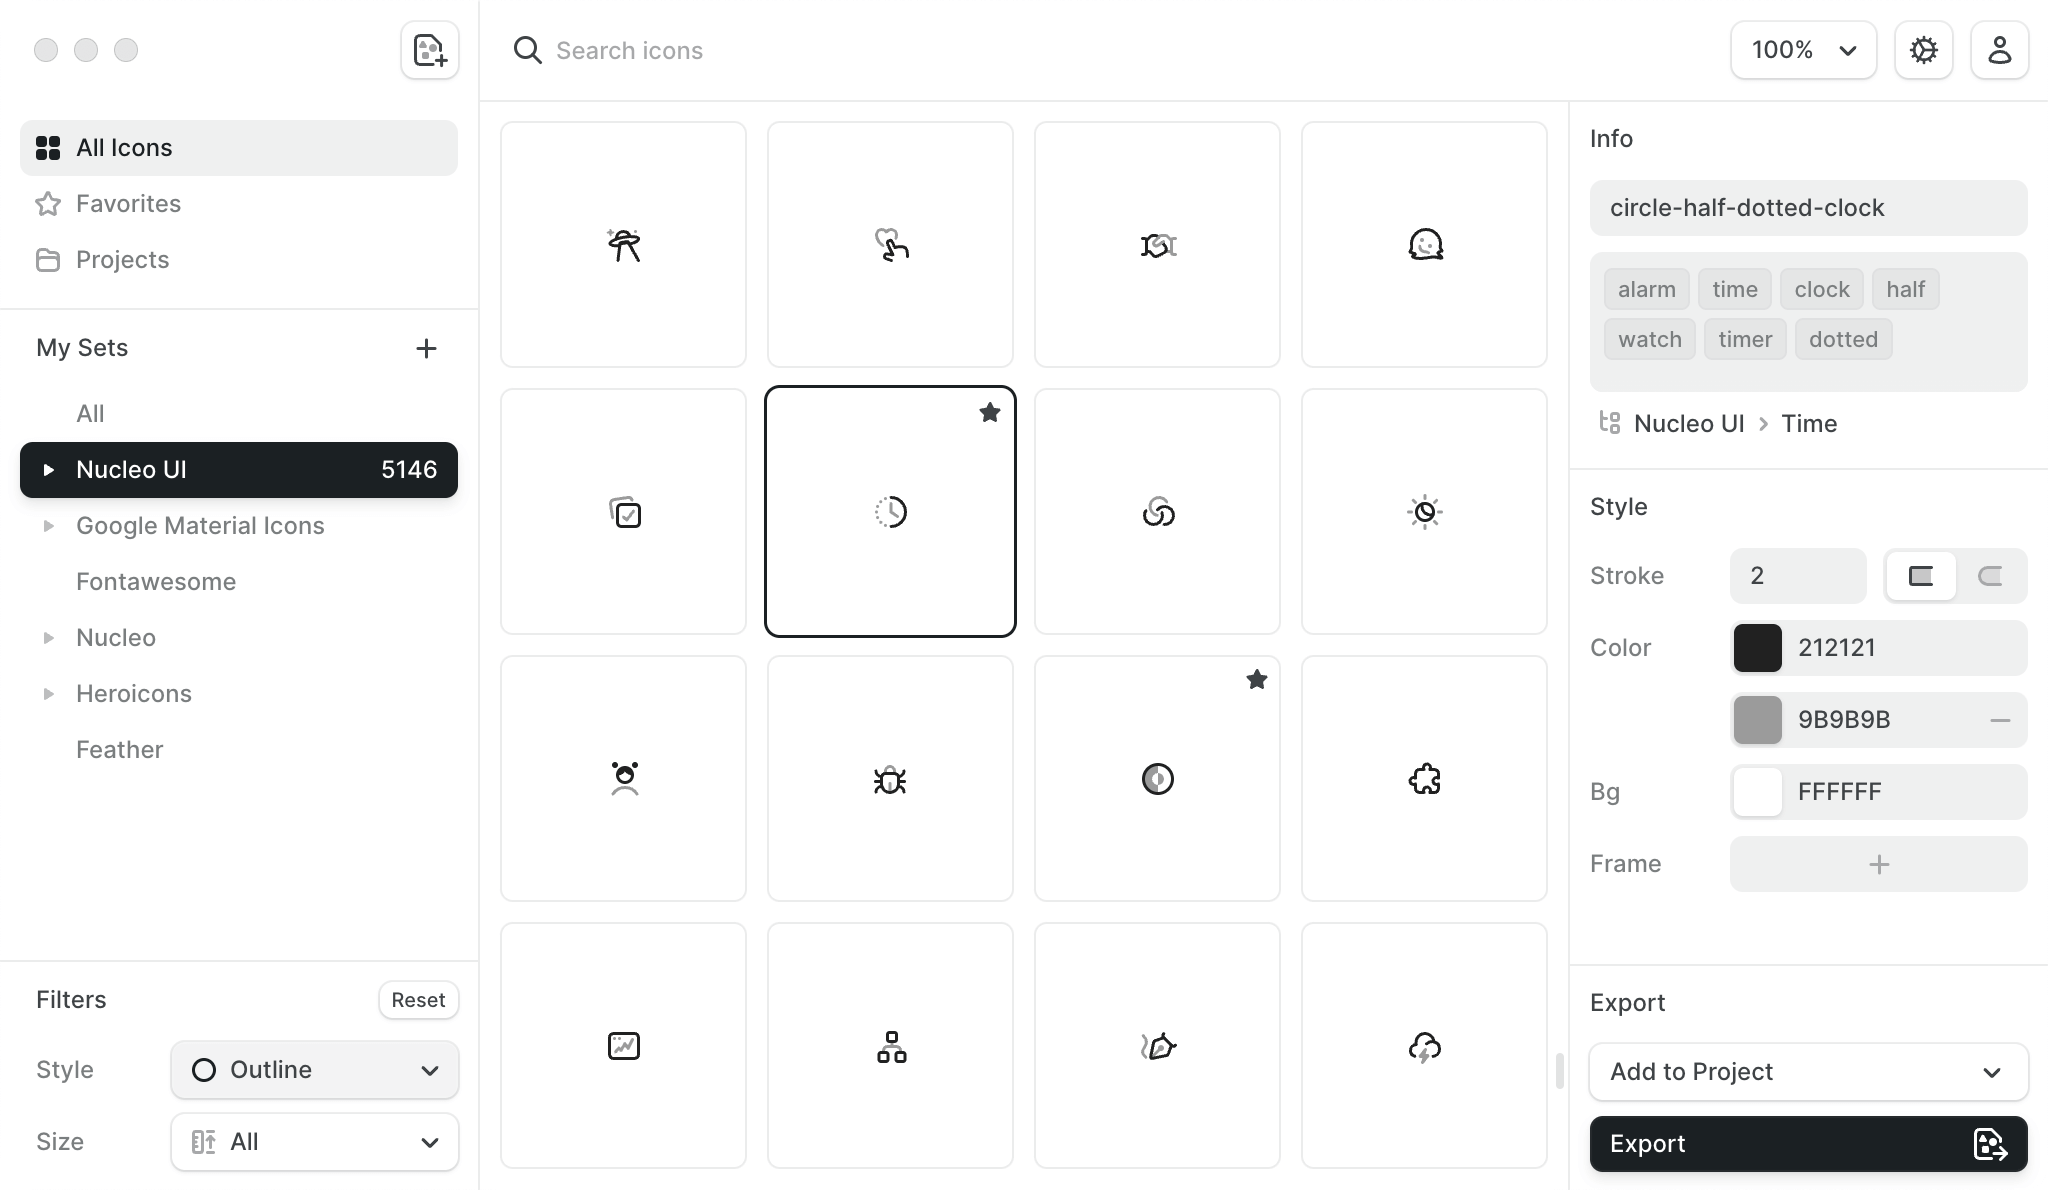 Search icons
100%
All Icons
Favorites
Projects
My Sets
All
Nucleo UI 5146
Google Material Icons
Fontawesome
Nucleo
Heroicons
Feather
Filters Reset
Style Outline
Size All
Info
circle-half-dotted-clock
alarm time clock half
watch timer dotted
Nucleo UI > Time
Style
Stroke 2
Color 212121
9B9B9B
Bg FFFFFF
Frame
Export
Add to Project
Export